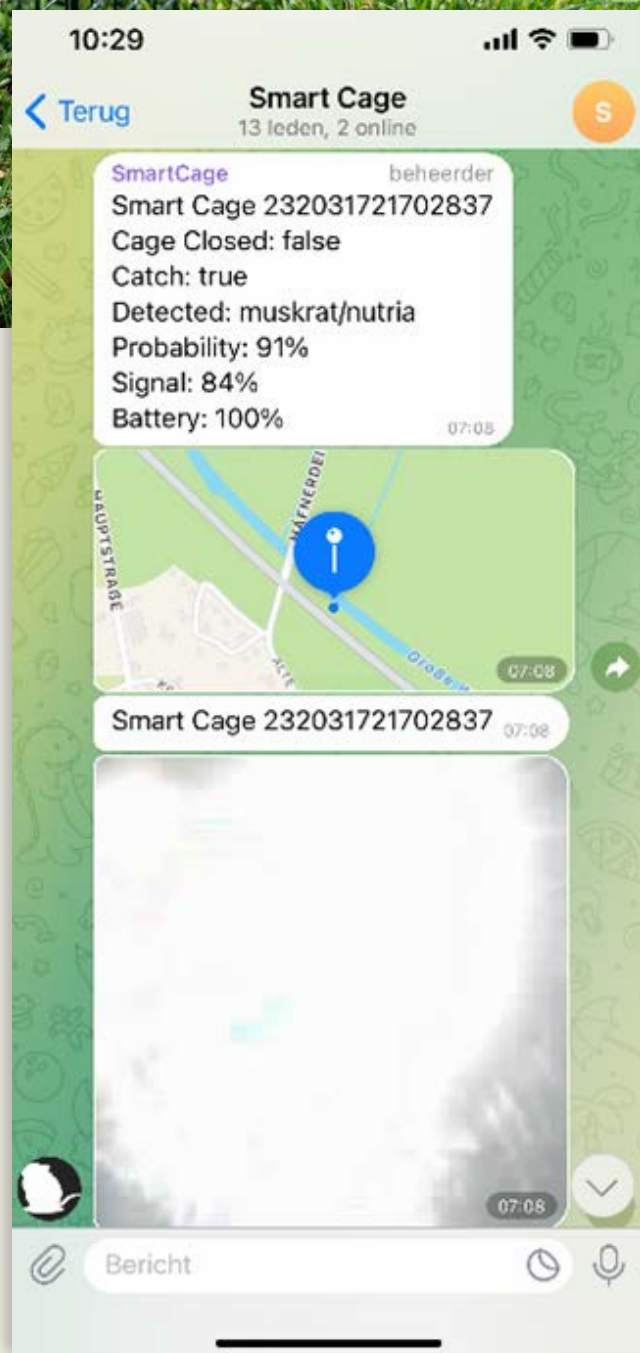 10:29
Terug
Smart Cage
13 leden, 2 online
S
SmartCage beheerder
Smart Cage 232031721702837
Cage Closed: false
Catch: true
Detected: muskrat/nutria
Probability: 91%
Signal: 84%
Battery: 100%
07:08
HAUPTSTRAßE
07:08
Smart Cage 232031721702837 07:08
07:08
Bericht